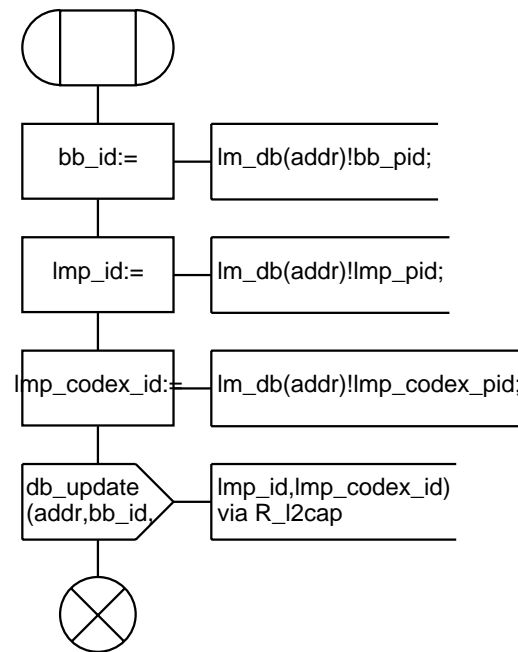 bb_id:=
lm_db(addr)!bb_pid;
lmp_id:=
lm_db(addr)!lmp_pid;
lmp_codex_id:=
lm_db(addr)!lmp_codex_pid;
db_update
(addr,bb_id,
lmp_id,lmp_codex_id)
via R_l2cap